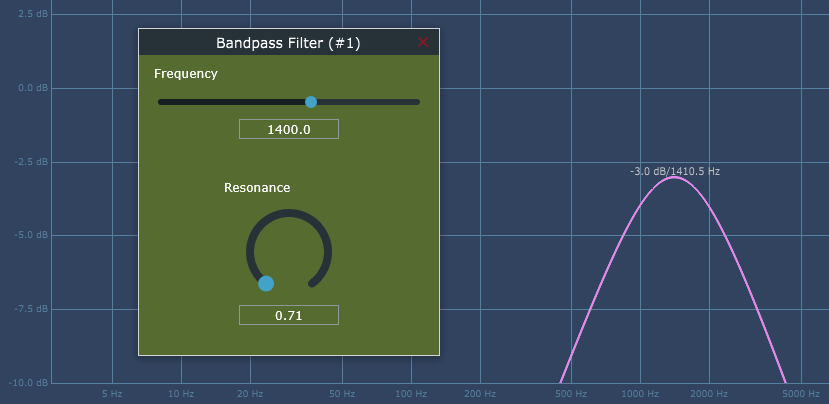 2.5 dB
Bandpass Filter (#1) ✕
Frequency
0.0 dB
1400.0
-2.5 dB
-3.0 dB/1410.5 Hz
Resonance
-5.0 dB
-7.5 dB
0.71
-10.0 dB
5 Hz 10 Hz 20 Hz 50 Hz 100 Hz 200 Hz 500 Hz 1000 Hz 2000 Hz 5000 Hz